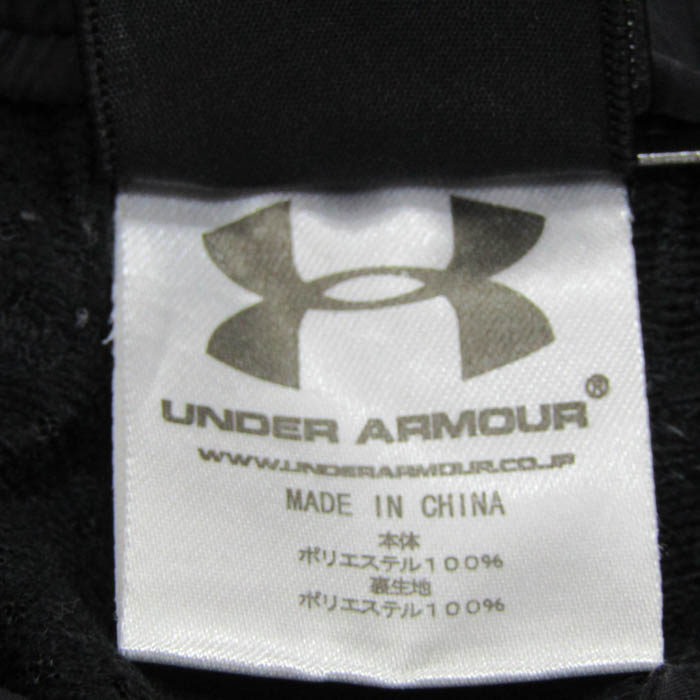 UNDER ARMOUR®
WWW.UNDERARMOUR.CO.JP
MADE IN CHINA
本体
ポリエステル100%
裏生地
ポリエステル100%